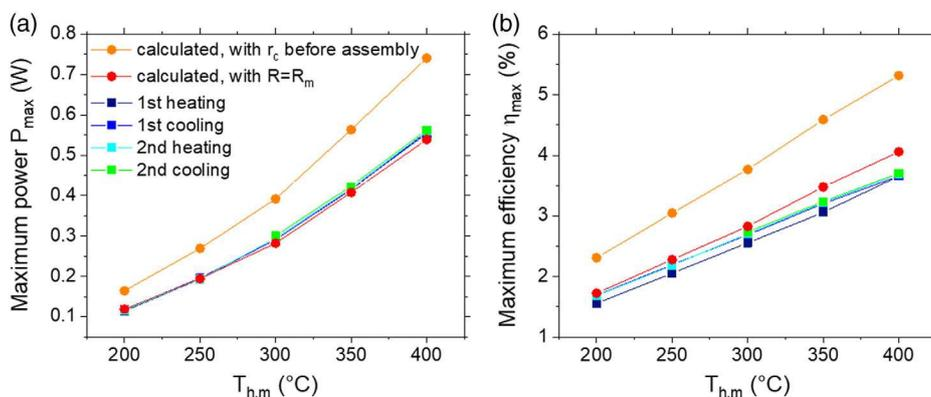 (a)
Maximum power P_max (W)
0.8
0.7
0.6
0.5
0.4
0.3
0.2
0.1
calculated, with r_c before assembly
calculated, with R=R_m
1st heating
1st cooling
2nd heating
2nd cooling
200 250 300 350 400
T_h,m (°C)
(b)
Maximum efficiency η_max (%)
6
5
4
3
2
1
200 250 300 350 400
T_h,m (°C)